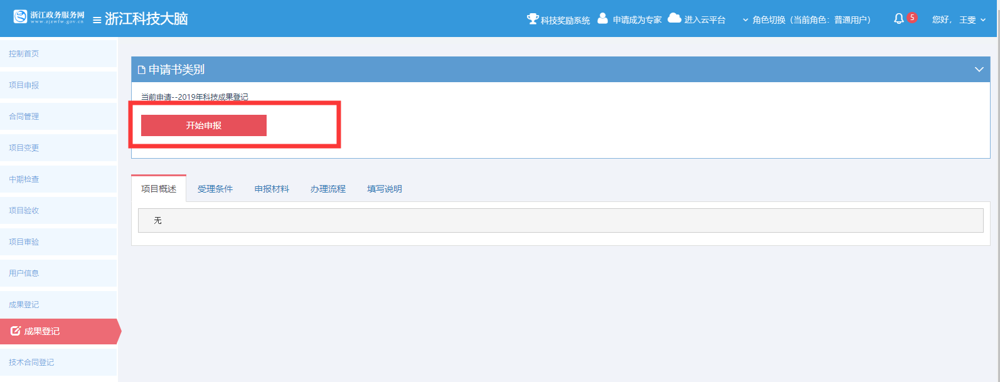 浙江政务服务网
www.zjzwfw.gov.cn
浙江科技大脑
科技奖励系统
申请成为专家
进入云平台
角色切换（当前角色：普通用户）
5
您好，王雯
控制首页
项目申报
合同管理
项目变更
中期检查
项目验收
项目审验
用户信息
成果登记
成果登记
技术合同登记
申请书类别
当前申请--2019年科技成果登记
开始申报
项目概述
受理条件
申报材料
办理流程
填写说明
无